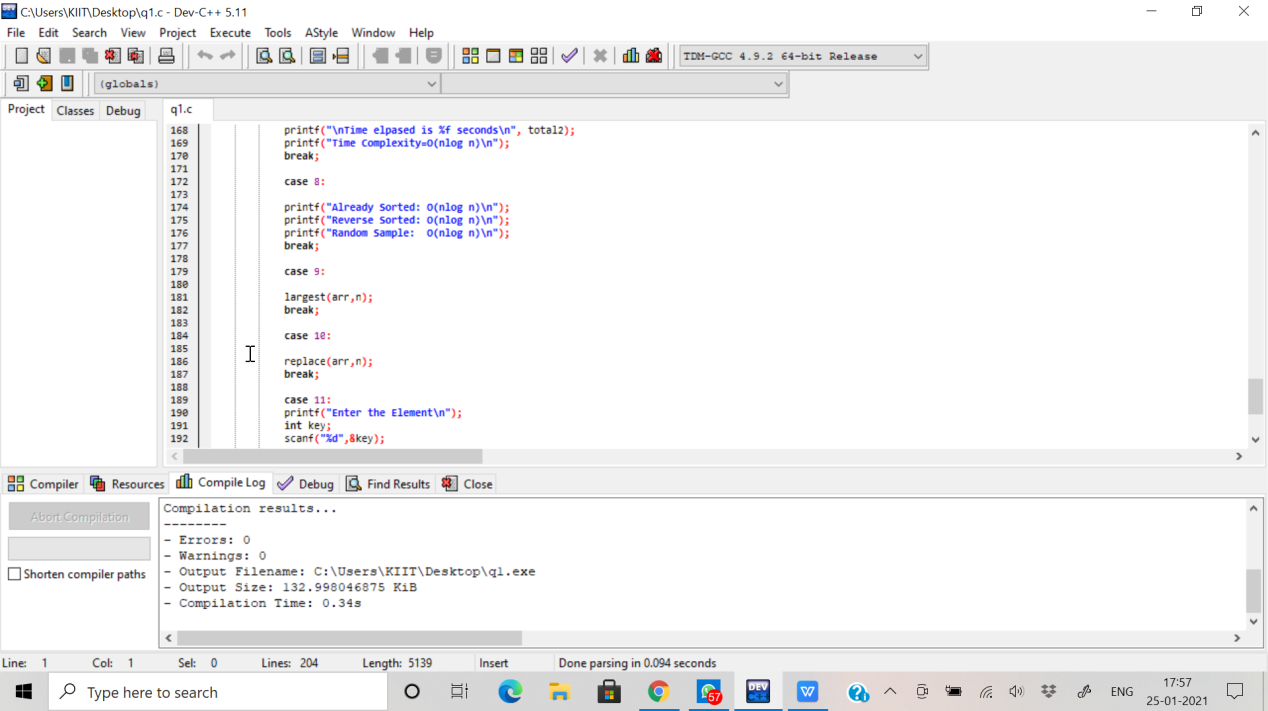 C:\Users\KIIT\Desktop\q1.c - Dev-C++ 5.11
File Edit Search View Project Execute Tools AStyle Window Help
TDM-GCC 4.9.2 64-bit Release
(globals)
Project Classes Debug q1.c
168 printf("\nTime elpased is %f seconds\n", total2);
169 printf("Time Complexity=O(nlog n)\n");
170 break;
171
172 case 8:
173
174 printf("Already Sorted: O(nlog n)\n");
175 printf("Reverse Sorted: O(nlog n)\n");
176 printf("Random Sample:  O(nlog n)\n");
177 break;
178
179 case 9:
180
181 largest(arr,n);
182 break;
183
184 case 10:
185
186 replace(arr,n);
187 break;
188
189 case 11:
190 printf("Enter the Element\n");
191 int key;
192 scanf("%d",&key);
Compiler Resources Compile Log Debug Find Results Close
Abort Compilation
Shorten compiler paths
Compilation results...
--------
- Errors: 0
- Warnings: 0
- Output Filename: C:\Users\KIIT\Desktop\q1.exe
- Output Size: 132.998046875 KiB
- Compilation Time: 0.34s
Line: 1 Col: 1 Sel: 0 Lines: 204 Length: 5139 Insert Done parsing in 0.094 seconds
Type here to search
57
DEV
W
ENG
17:57
25-01-2021